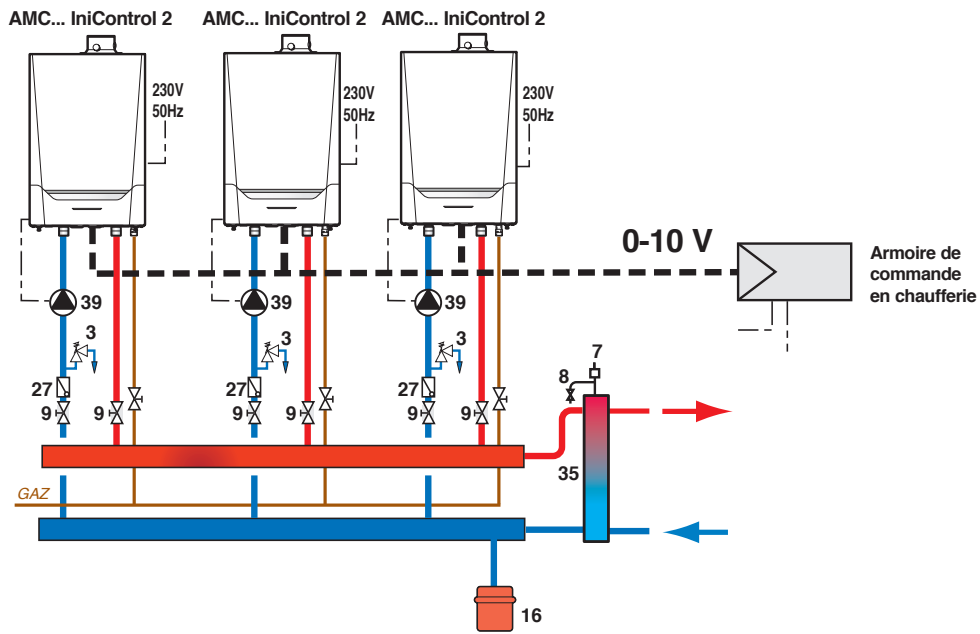 AMC... IniControl 2
AMC... IniControl 2
AMC... IniControl 2
230V
50Hz
230V
50Hz
230V
50Hz
0-10 V
Armoire de
commande
en chaufferie
39
39
39
3
3
3
7
8
27
27
27
9
9
9
9
9
9
35
GAZ
16